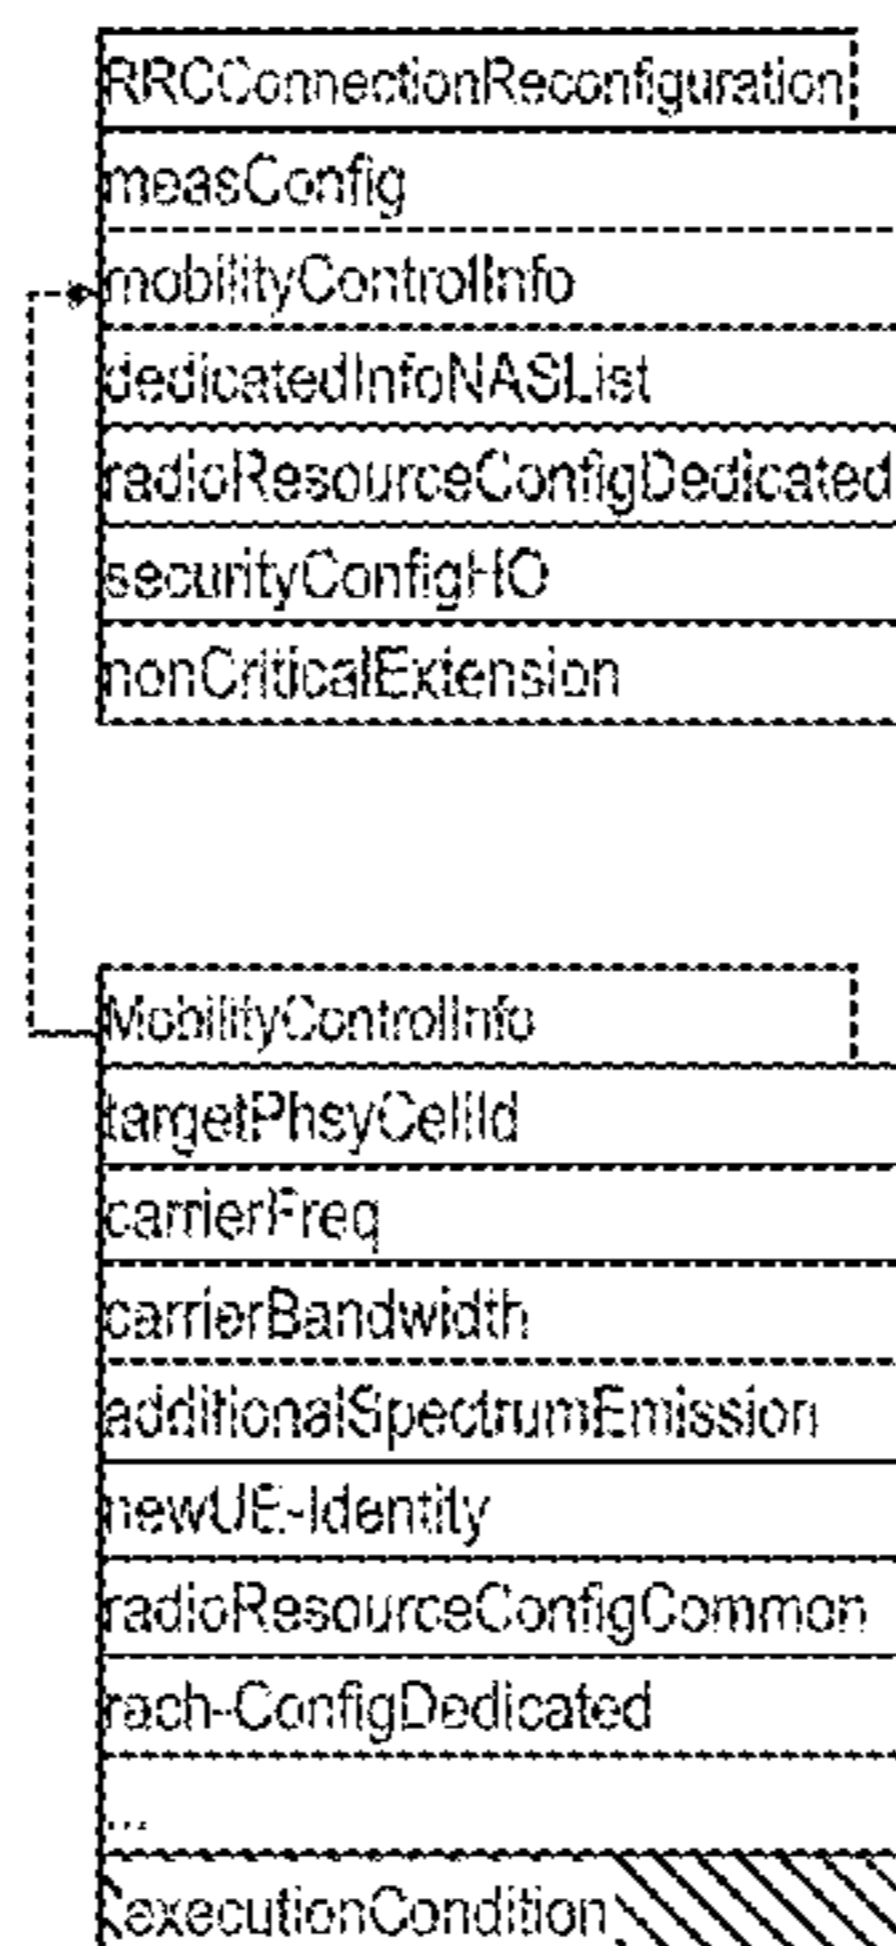 RRCConnectionReconfiguration
measConfig
mobilityControlInfo
dedicatedInfoNASList
radioResourceConfigDedicated
securityConfigHO
nonCriticalExtension
MobilityControlInfo
targetPhsyCellId
carrierFreq
carrierBandwidth
additionalSpectrumEmission
newUE-Identity
radioResourceConfigCommon
rach-ConfigDedicated
...
executionCondition